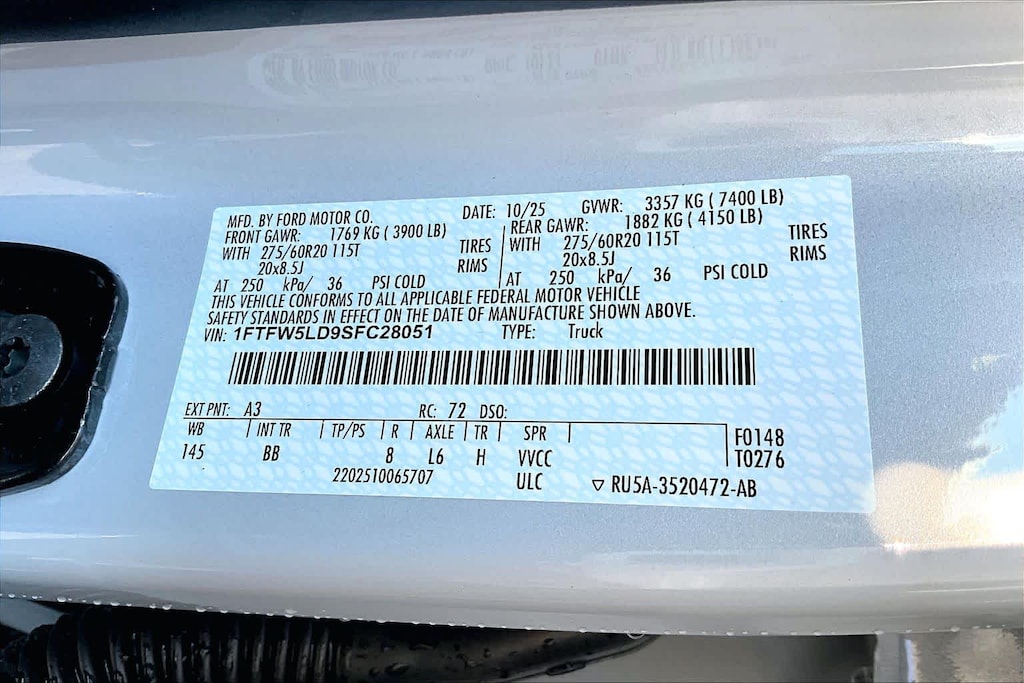 MFD. BY FORD MOTOR CO. DATE: 10/25 GVWR: 3357 KG ( 7400 LB)
FRONT GAWR: 1769 KG ( 3900 LB) REAR GAWR: 1882 KG ( 4150 LB)
WITH 275/60R20 115T TIRES WITH 275/60R20 115T TIRES
20x8.5J RIMS 20x8.5J RIMS
AT 250 kPa/ 36 PSI COLD AT 250 kPa/ 36 PSI COLD
THIS VEHICLE CONFORMS TO ALL APPLICABLE FEDERAL MOTOR VEHICLE
SAFETY STANDARDS IN EFFECT ON THE DATE OF MANUFACTURE SHOWN ABOVE.
VIN: 1FTFW5LD9SFC28051 TYPE: Truck
EXT PNT: A3 RC: 72 DSO:
WB INT TR TP/PS R AXLE TR SPR F0148
145 BB 8 L6 H VVCC T0276
2202510065707 ULC RU5A-3520472-AB